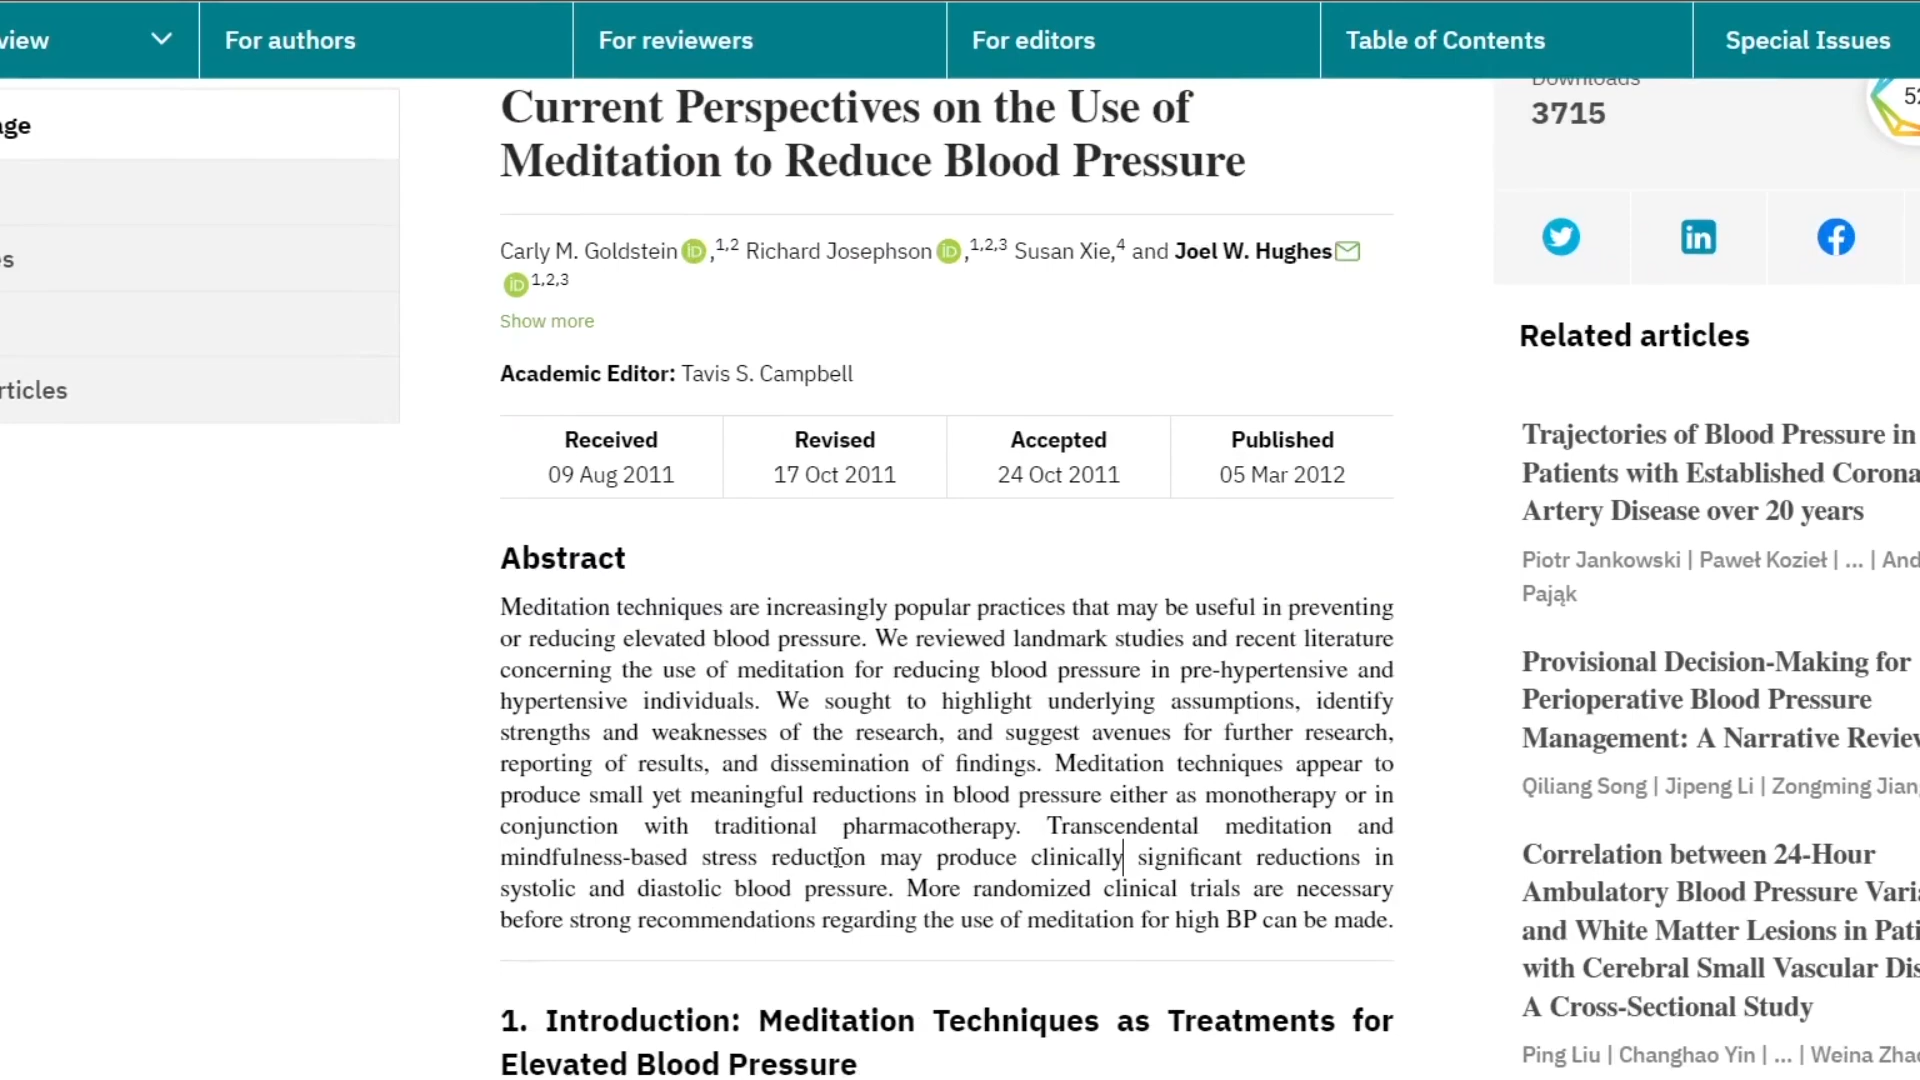 For authors
For reviewers
For editors
Table of Contents
Special Issues
Current Perspectives on the Use of
Meditation to Reduce Blood Pressure
Carly M. Goldstein iD ,1,2 Richard Josephson iD ,1,2,3 Susan Xie,4 and Joel W. Hughes
iD 1,2,3
Show more
Academic Editor: Tavis S. Campbell
Received Revised Accepted Published
09 Aug 2011 17 Oct 2011 24 Oct 2011 05 Mar 2012
Abstract
Meditation techniques are increasingly popular practices that may be useful in preventing
or reducing elevated blood pressure. We reviewed landmark studies and recent literature
concerning the use of meditation for reducing blood pressure in pre-hypertensive and
hypertensive individuals. We sought to highlight underlying assumptions, identify
strengths and weaknesses of the research, and suggest avenues for further research,
reporting of results, and dissemination of findings. Meditation techniques appear to
produce small yet meaningful reductions in blood pressure either as monotherapy or in
conjunction with traditional pharmacotherapy. Transcendental meditation and
mindfulness-based stress reduction may produce clinically significant reductions in
systolic and diastolic blood pressure. More randomized clinical trials are necessary
before strong recommendations regarding the use of meditation for high BP can be made.
1. Introduction: Meditation Techniques as Treatments for
Elevated Blood Pressure
Downloads
3715
in
Related articles
Trajectories of Blood Pressure in
Patients with Established
Artery Disease over 20 years
Piotr Jankowski | Paweł Kozieł | ... |
Pająk
Provisional Decision-Making for
Perioperative Blood Pressure
Management: A Narrative
Qiliang Song | Jipeng Li | Zongming
Correlation between 24-Hour
Ambulatory Blood Pressure
and White Matter Lesions in
with Cerebral Small Vascular
A Cross-Sectional Study
Ping Liu | Changhao Yin | ... | Weina